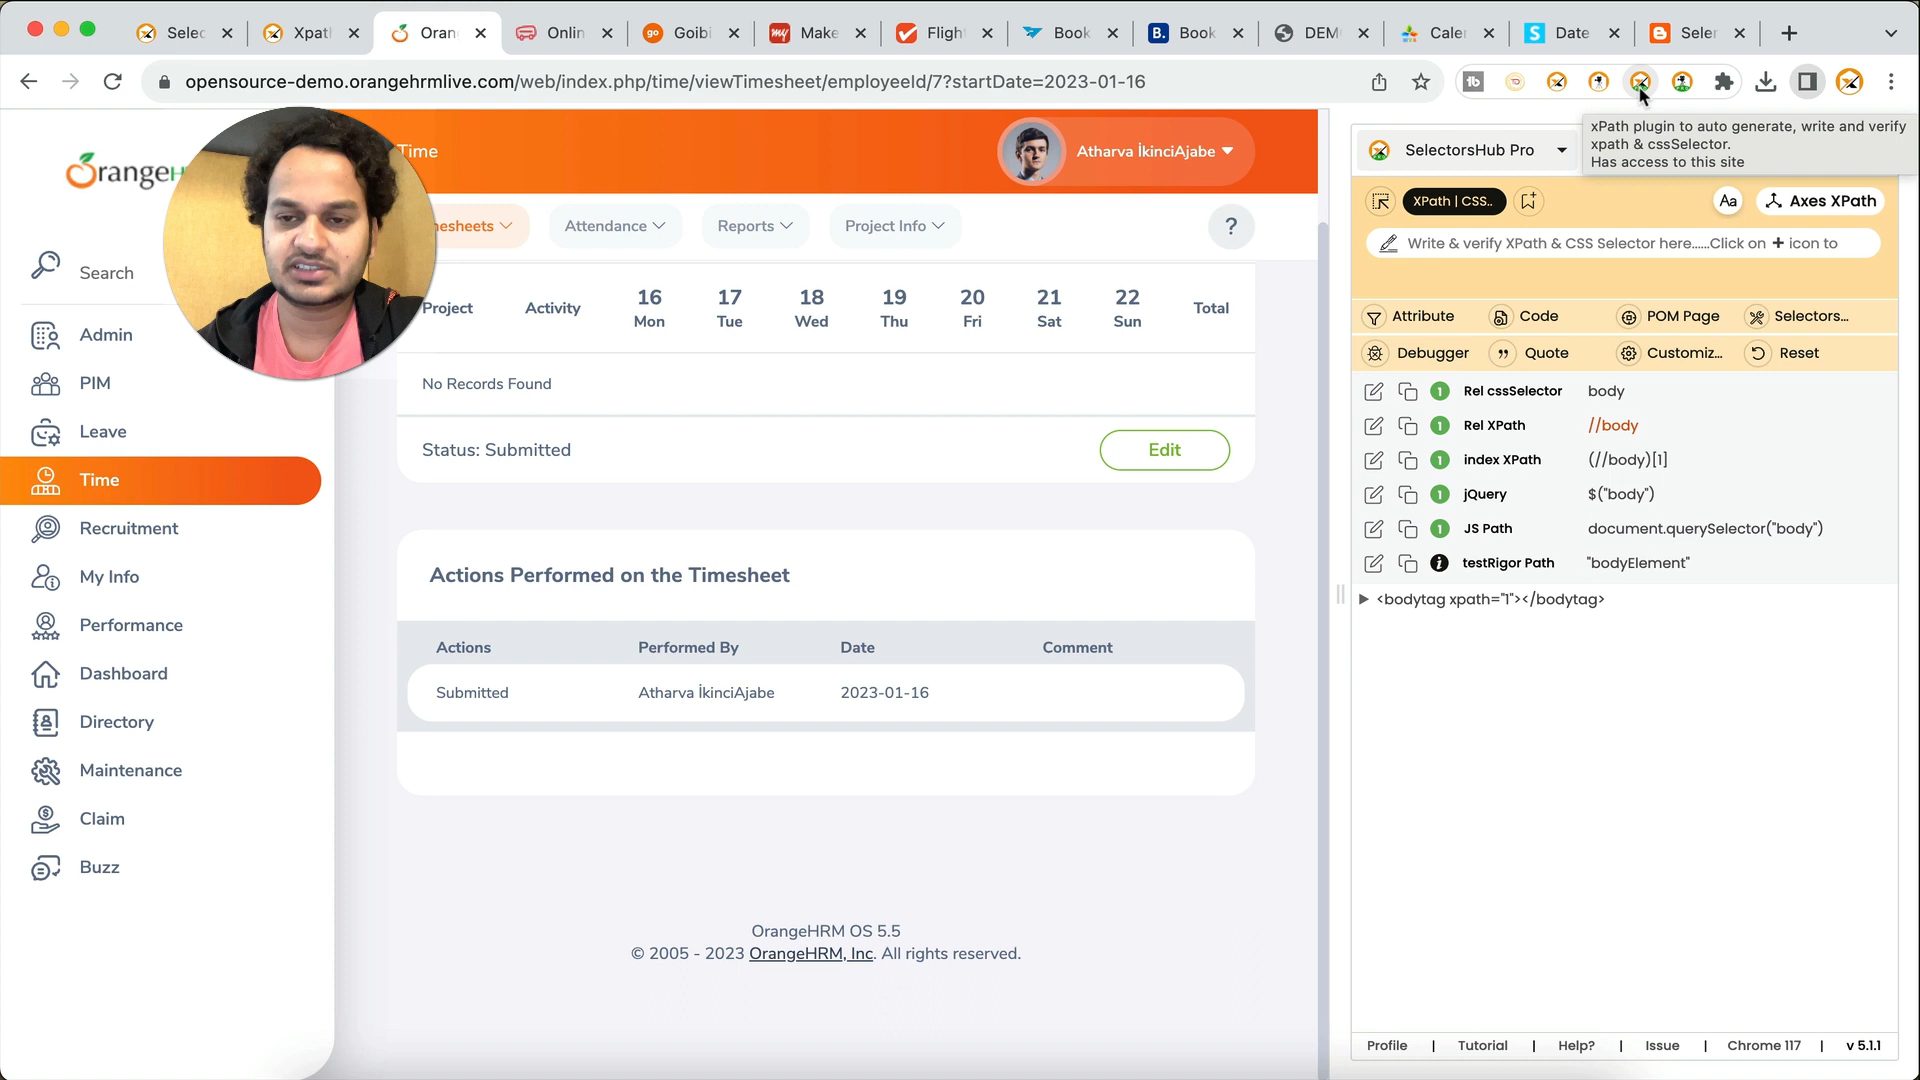 Selec
Xpatl
Oran
Onlin
Goibi
Make
Fligh
Book
Book
DEM
Caler
Date
Seler
opensource-demo.orangehrmlive.com/web/index.php/time/viewTimesheet/employeeId/7?startDate=2023-01-16
xPath plugin to auto generate, write and verify
xpath & cssSelector.
Has access to this site
Time
Atharva İkinciAjabe
Attendance
Reports
Project Info
?
Search
Admin
PIM
Leave
Time
Recruitment
My Info
Performance
Dashboard
Directory
Maintenance
Claim
Buzz
Project Activity 16 17 18 19 20 21 22 Total
Mon Tue Wed Thu Fri Sat Sun
No Records Found
Status: Submitted
Edit
Actions Performed on the Timesheet
Actions Performed By Date Comment
Submitted Atharva İkinciAjabe 2023-01-16
OrangeHRM OS 5.5
© 2005 - 2023 OrangeHRM, Inc. All rights reserved.
SelectorsHub Pro
XPath | CSS..
Aa
Axes XPath
Write & verify XPath & CSS Selector here......Click on + icon to
Attribute Code POM Page Selectors...
Debugger Quote Customiz... Reset
1 Rel cssSelector body
1 Rel XPath //body
1 index XPath (//body)[1]
1 jQuery $("body")
1 JS Path document.querySelector("body")
testRigor Path "bodyElement"
<bodytag xpath="1"></bodytag>
Profile | Tutorial | Help? | Issue | Chrome 117 | v 5.1.1